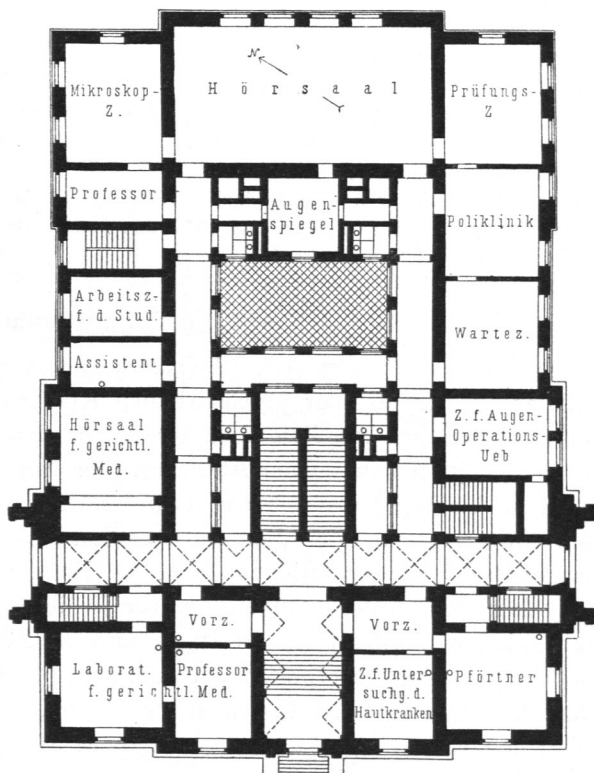 N
Hörsaal
Mikroskop-
Z.
Prüfungs-
Z
Professor
Augen-
spiegel
Poliklinik
Arbeitsz-
f. d. Stud.
Assistent
Wartez.
Hörsaal
f. gerichtl.
Med.
Z. f. Augen-
Operations-
Ueb
Vorz.
Vorz.
Laborat.
f. gerichtl. Med.
Professor
Z. f. Unter-
suchg. d.
Hautkranken
Pförtner